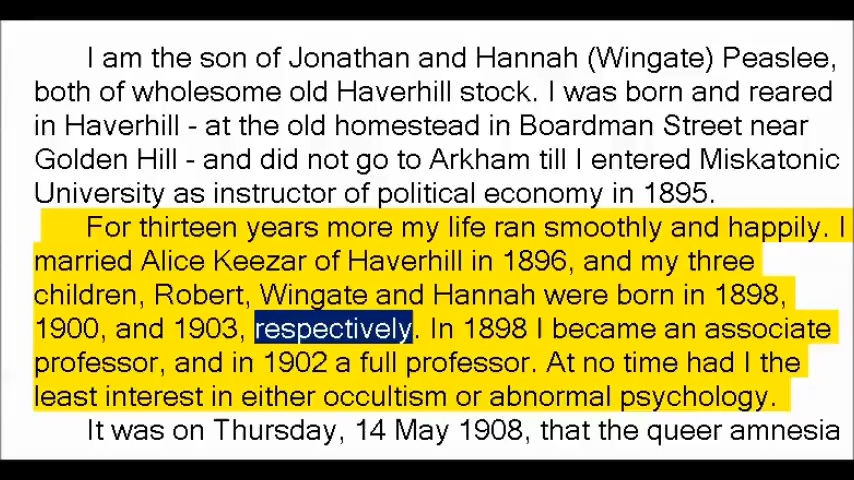 I am the son of Jonathan and Hannah (Wingate) Peaslee,
both of wholesome old Haverhill stock. I was born and reared
in Haverhill - at the old homestead in Boardman Street near
Golden Hill - and did not go to Arkham till I entered Miskatonic
University as instructor of political economy in 1895.
For thirteen years more my life ran smoothly and happily. I
married Alice Keezar of Haverhill in 1896, and my three
children, Robert, Wingate and Hannah were born in 1898,
1900, and 1903, respectively. In 1898 I became an associate
professor, and in 1902 a full professor. At no time had I the
least interest in either occultism or abnormal psychology.
It was on Thursday, 14 May 1908, that the queer amnesia